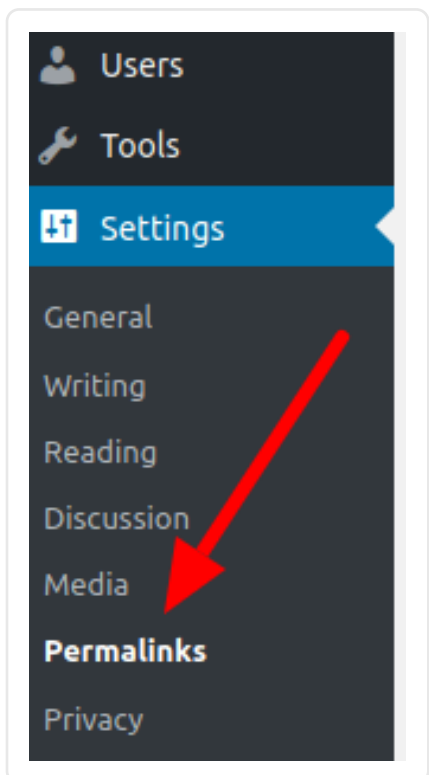 Users
Tools
Settings
General
Writing
Reading
Discussion
Media
Permalinks
Privacy